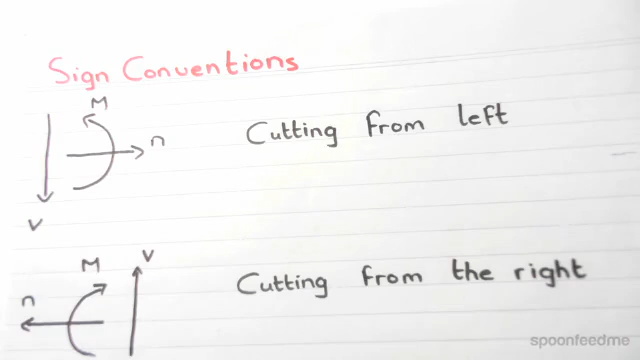 Sign Conventions
M
n
Cutting from left
V
V
M
n
Cutting from the right
spoonfeedme